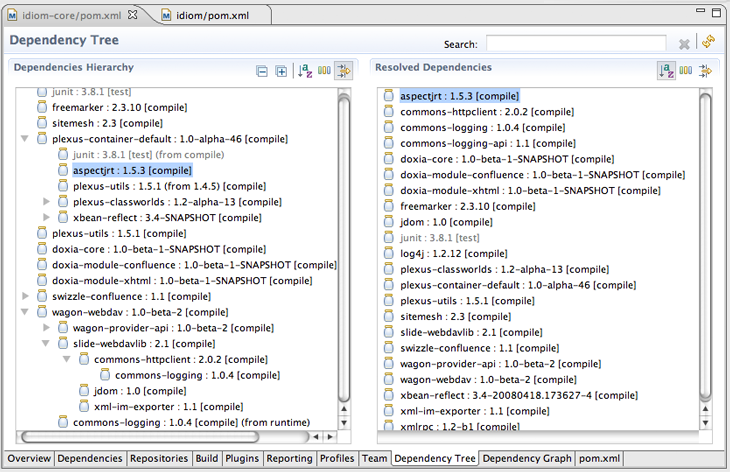 idiom-core/pom.xml
idiom/pom.xml
Dependency Tree
Search:
Dependencies Hierarchy
junit : 3.8.1 [test]
freemarker : 2.3.10 [compile]
sitemesh : 2.3 [compile]
plexus-container-default : 1.0-alpha-46 [compile]
junit : 3.8.1 [test] (from compile)
aspectjrt : 1.5.3 [compile]
plexus-utils : 1.5.1 (from 1.4.5) [compile]
plexus-classworlds : 1.2-alpha-13 [compile]
xbean-reflect : 3.4-SNAPSHOT [compile]
plexus-utils : 1.5.1 [compile]
doxia-core : 1.0-beta-1-SNAPSHOT [compile]
doxia-module-confluence : 1.0-beta-1-SNAPSHOT [compile]
doxia-module-xhtml : 1.0-beta-1-SNAPSHOT [compile]
swizzle-confluence : 1.1 [compile]
wagon-webdav : 1.0-beta-2 [compile]
wagon-provider-api : 1.0-beta-2 [compile]
slide-webdavlib : 2.1 [compile]
commons-httpclient : 2.0.2 [compile]
commons-logging : 1.0.4 [compile]
jdom : 1.0 [compile]
xml-im-exporter : 1.1 [compile]
commons-logging : 1.0.4 [compile] (from runtime)
Resolved Dependencies
aspectjrt : 1.5.3 [compile]
commons-httpclient : 2.0.2 [compile]
commons-logging : 1.0.4 [compile]
commons-logging-api : 1.1 [compile]
doxia-core : 1.0-beta-1-SNAPSHOT [compile]
doxia-module-confluence : 1.0-beta-1-SNAPSHOT [compile]
doxia-module-xhtml : 1.0-beta-1-SNAPSHOT [compile]
freemarker : 2.3.10 [compile]
jdom : 1.0 [compile]
junit : 3.8.1 [test]
log4j : 1.2.12 [compile]
plexus-classworlds : 1.2-alpha-13 [compile]
plexus-container-default : 1.0-alpha-46 [compile]
plexus-utils : 1.5.1 [compile]
sitemesh : 2.3 [compile]
slide-webdavlib : 2.1 [compile]
swizzle-confluence : 1.1 [compile]
wagon-provider-api : 1.0-beta-2 [compile]
wagon-webdav : 1.0-beta-2 [compile]
xbean-reflect : 3.4-20080418.173627-4 [compile]
xml-im-exporter : 1.1 [compile]
xmlrpc : 1.2-b1 [compile]
Overview Dependencies Repositories Build Plugins Reporting Profiles Team Dependency Tree Dependency Graph pom.xml